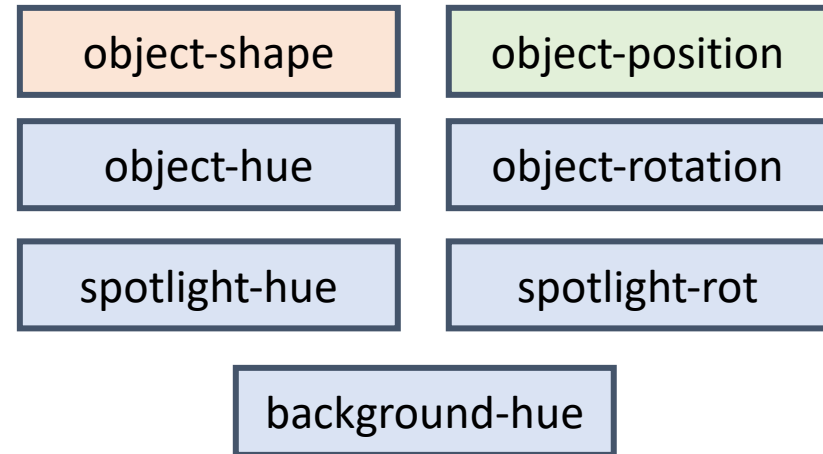 object-shape
object-position
object-hue
object-rotation
spotlight-hue
spotlight-rot
background-hue